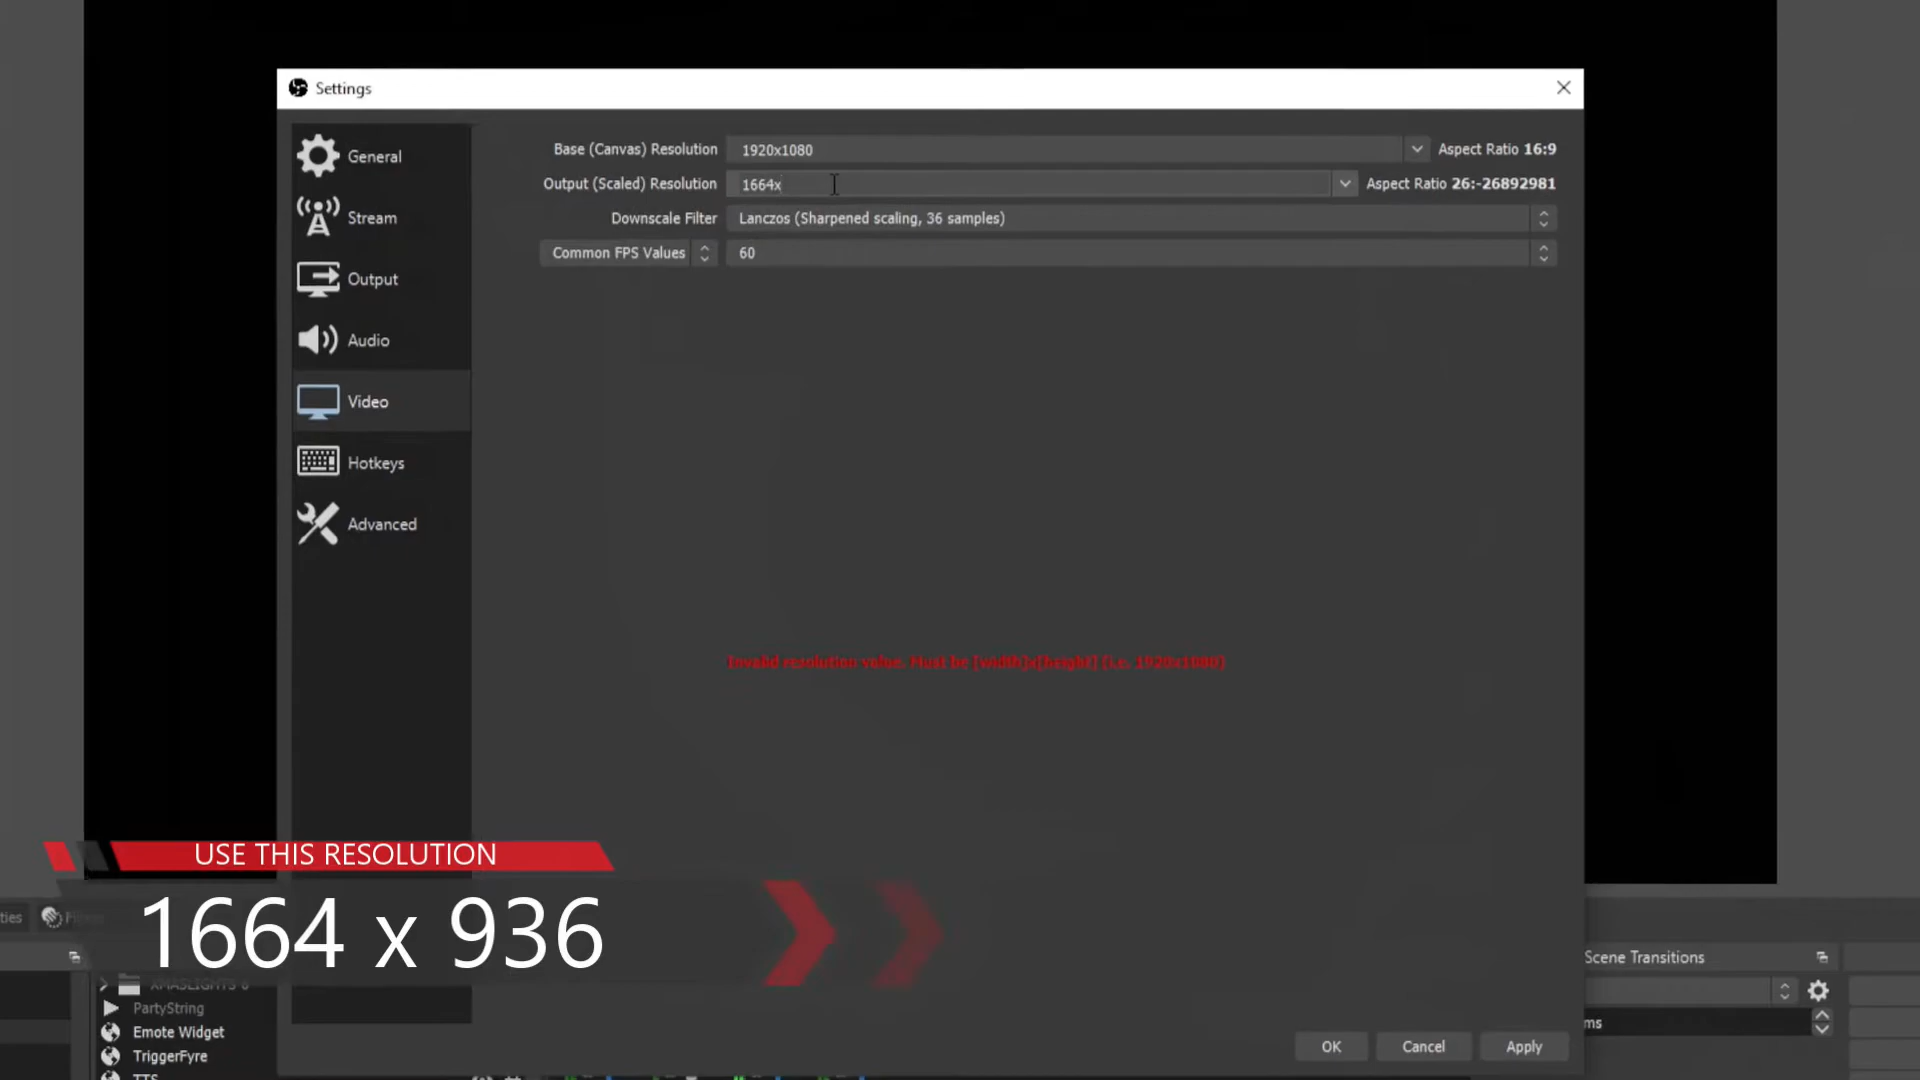 Settings
General
Stream
Output
Audio
Video
Hotkeys
Advanced
Base (Canvas) Resolution 1920x1080 Aspect Ratio 16:9
Output (Scaled) Resolution 1664x Aspect Ratio 26:-26892981
Downscale Filter Lanczos (Sharpened scaling, 36 samples)
Common FPS Values 60
Invalid resolution value. Must be [width]x[height] (i.e. 1920x1080)
USE THIS RESOLUTION
1664 x 936
ties
XMASLIGHTS
PartyString
Emote Widget
TriggerFyre
TTS
Scene Transitions
ms
OK Cancel Apply